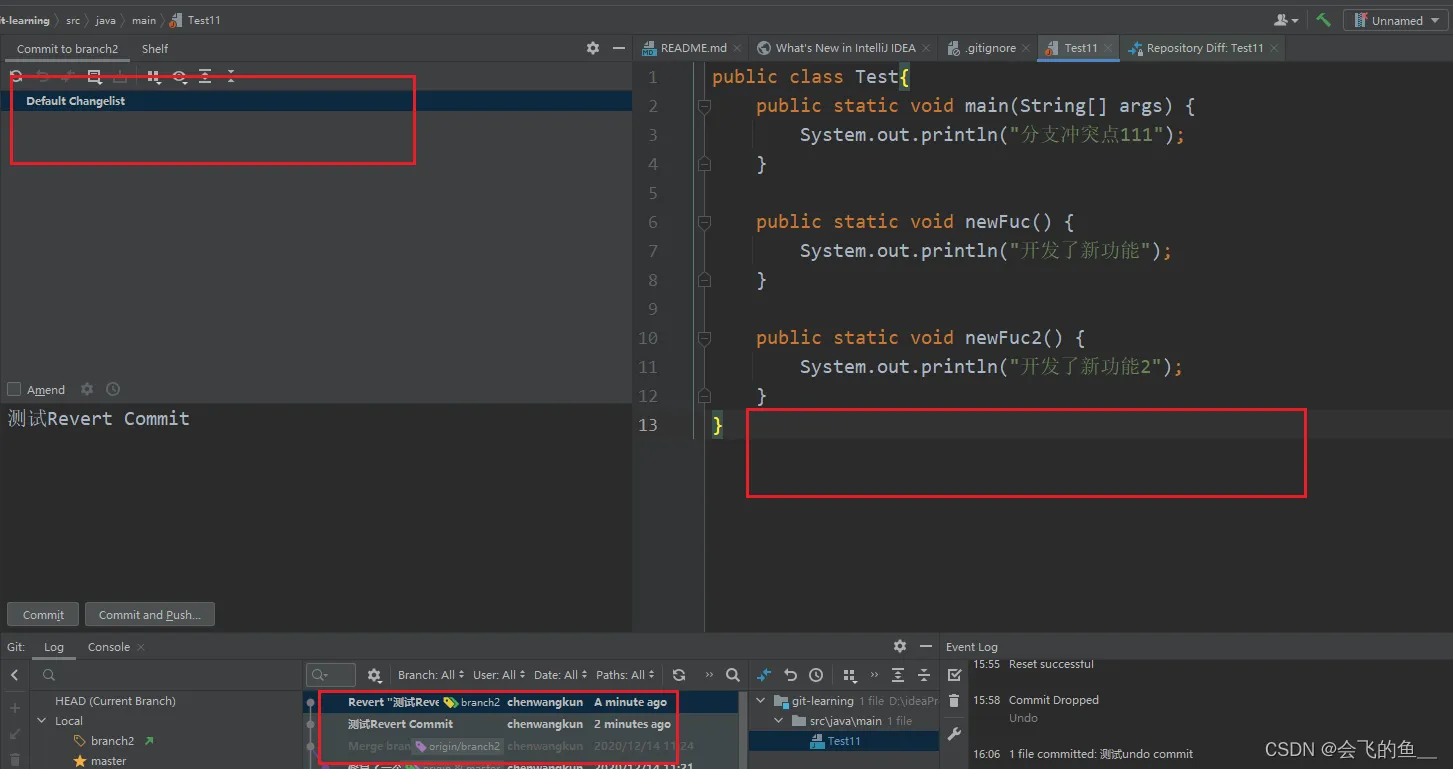 it-learning src java main Test11
Unnamed
Commit to branch2 Shelf
README.md What's New in IntelliJ IDEA .gitignore Test11 Repository Diff: Test11
Default Changelist
1 public class Test{
2 public static void main(String[] args) {
3 System.out.println("分支冲突点111");
4 }
5
6 public static void newFuc() {
7 System.out.println("开发了新功能");
8 }
9
10 public static void newFuc2() {
11 System.out.println("开发了新功能2");
12 }
13 }
Amend
测试Revert Commit
Commit Commit and Push...
Git: Log Console
Event Log
Branch: All User: All Date: All Paths: All
HEAD (Current Branch)
Local
branch2
master
Revert "测试Reve branch2 chenwangkun A minute ago
测试Revert Commit chenwangkun 2 minutes ago
Merge bran origin/branch2 chenwangkun 2020/12/14 11:24
chenwangkun 2020/12/14 11:21
git-learning 1 file D:\ideaPr
src\java\main 1 file
Test11
15:55 Reset successful
15:58 Commit Dropped
Undo
16:06 1 file committed: 测试undo commit
CSDN @会飞的鱼__